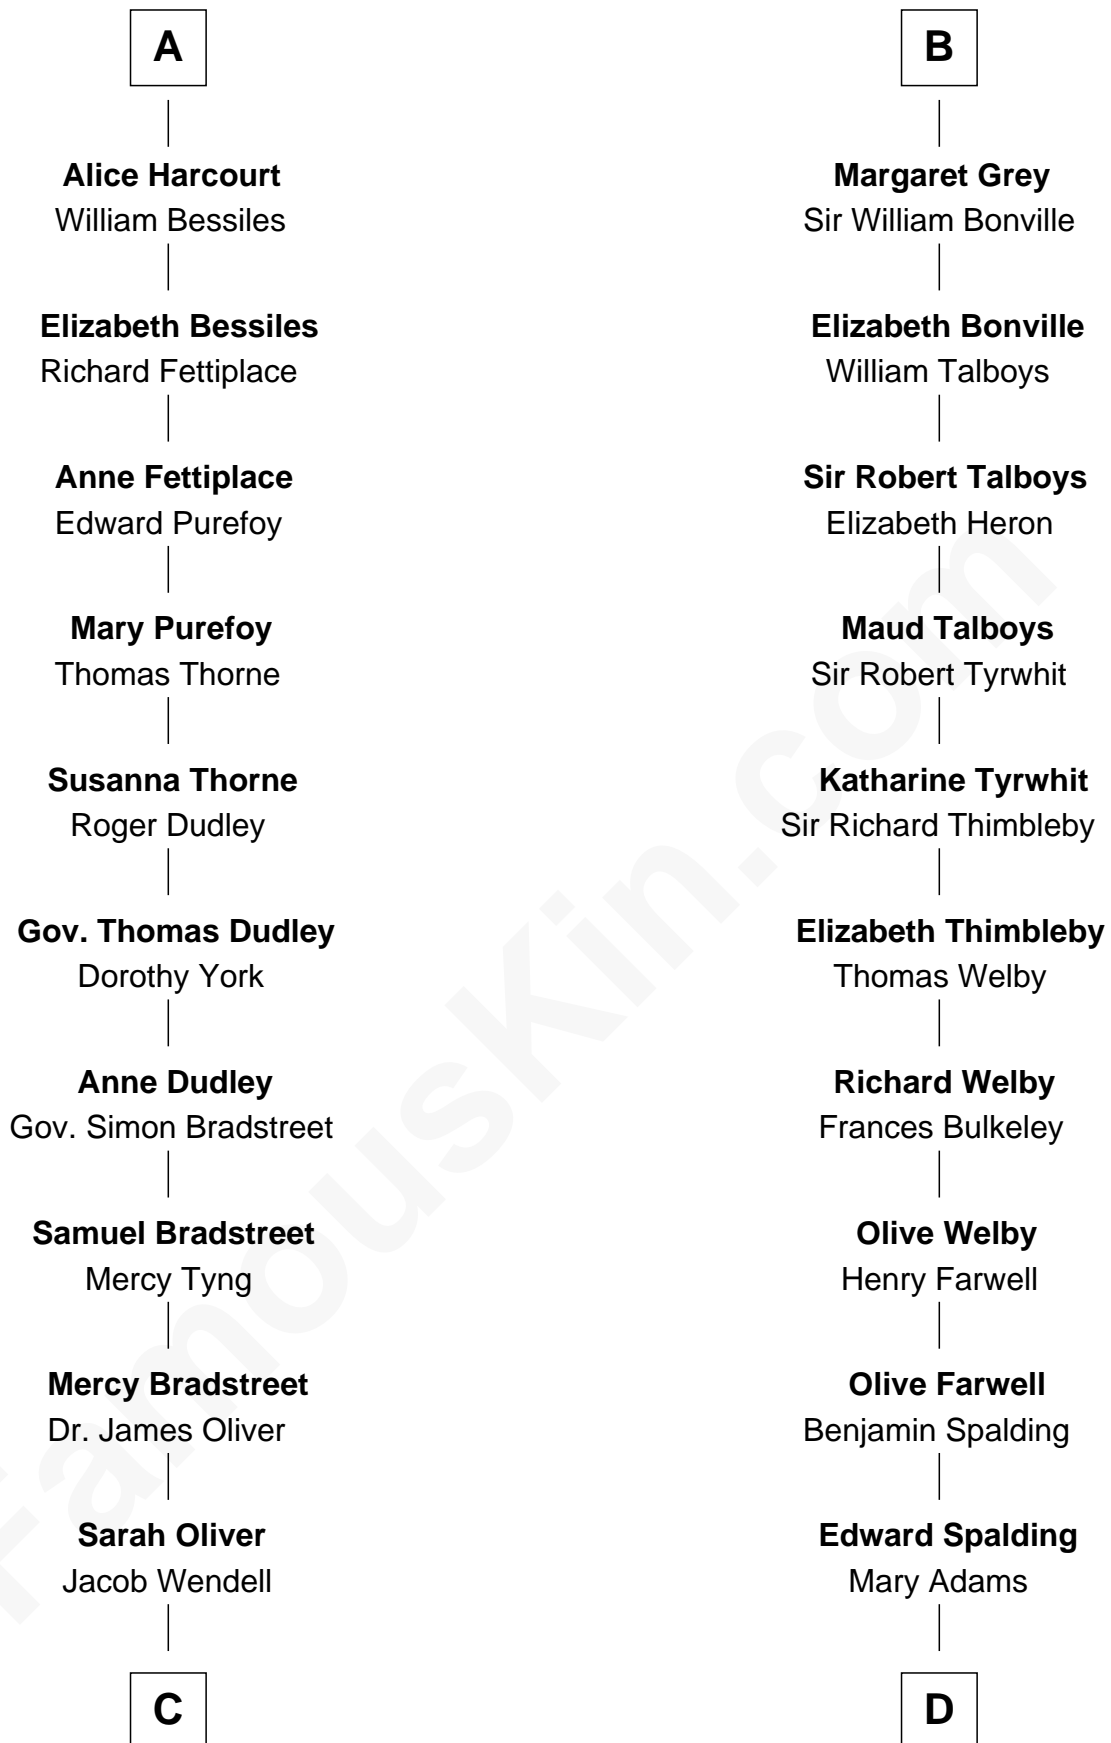 A
Alice Harcourt
William Bessiles
Elizabeth Bessiles
Richard Fettiplace
Anne Fettiplace
Edward Purefoy
Mary Purefoy
Thomas Thorne
Susanna Thorne
Roger Dudley
Gov. Thomas Dudley
Dorothy York
Anne Dudley
Gov. Simon Bradstreet
Samuel Bradstreet
Mercy Tyng
Mercy Bradstreet
Dr. James Oliver
Sarah Oliver
Jacob Wendell
C
B
Margaret Grey
Sir William Bonville
Elizabeth Bonville
William Talboys
Sir Robert Talboys
Elizabeth Heron
Maud Talboys
Sir Robert Tyrwhit
Katharine Tyrwhit
Sir Richard Thimbleby
Elizabeth Thimbleby
Thomas Welby
Richard Welby
Frances Bulkeley
Olive Welby
Henry Farwell
Olive Farwell
Benjamin Spalding
Edward Spalding
Mary Adams
D
FamousKin.com